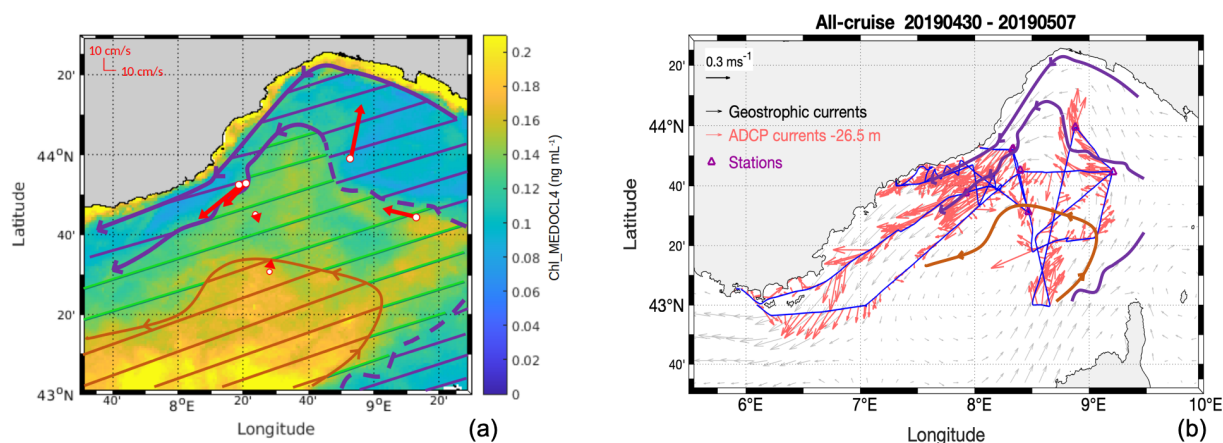 10 cm/s
10 cm/s
20'
44°N
40'
20'
43°N
40'
8°E
20'
40'
9°E
20'
Latitude
Longitude
0.2
0.18
0.16
0.14
0.12
0.1
0.08
0.06
0.04
0.02
0
Chl_MEDOCL4 (ng mL⁻¹)
(a)
All-cruise 20190430 - 20190507
0.3 ms⁻¹
Geostrophic currents
ADCP currents -26.5 m
Stations
20'
44°N
40'
20'
43°N
40'
6°E
7°E
8°E
9°E
10°E
Latitude
Longitude
(b)